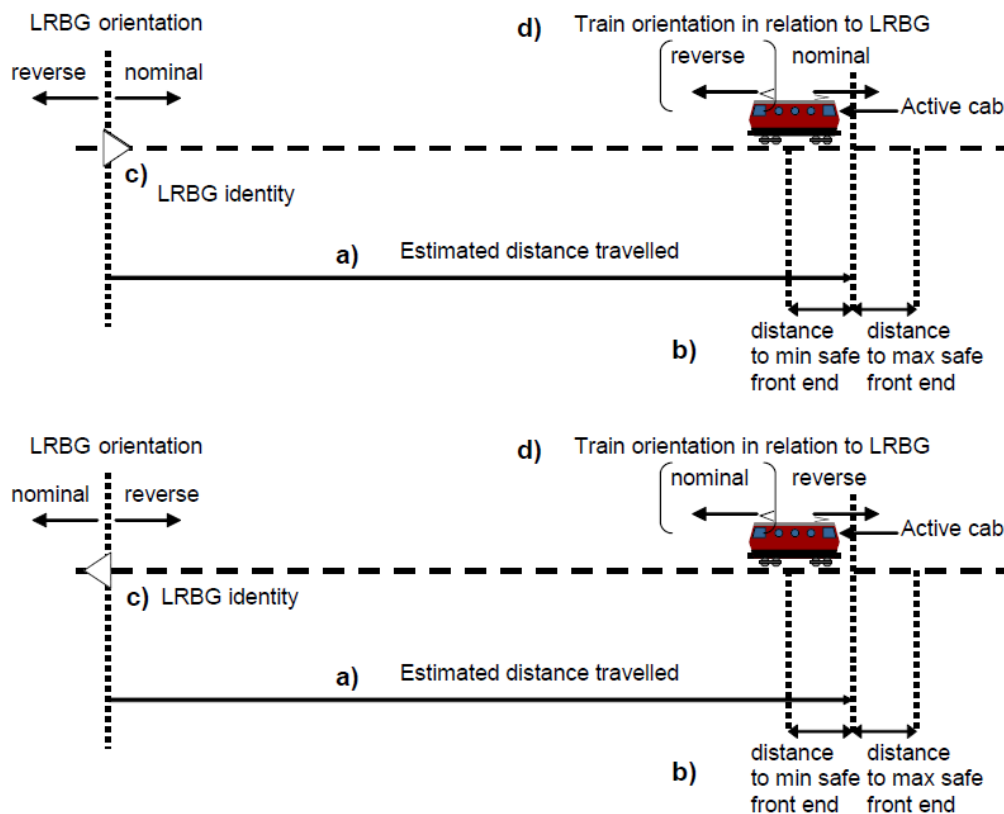 LRBG orientation
d) Train orientation in relation to LRBG
reverse nominal
reverse nominal
Active cab
c) LRBG identity
a) Estimated distance travelled
b)
distance
to min safe
front end
distance
to max safe
front end
LRBG orientation
d) Train orientation in relation to LRBG
nominal reverse
nominal reverse
Active cab
c) LRBG identity
a) Estimated distance travelled
b)
distance
to min safe
front end
distance
to max safe
front end